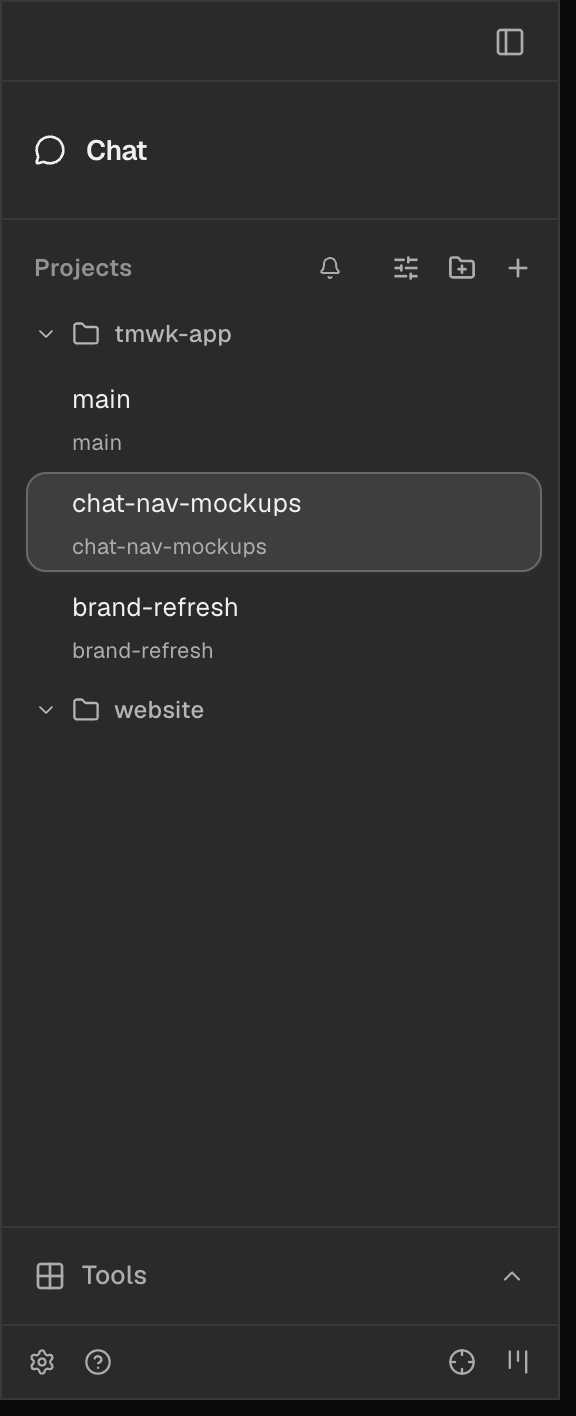 Chat
Projects
tmwk-app
main
main
chat-nav-mockups
chat-nav-mockups
brand-refresh
brand-refresh
website
Tools